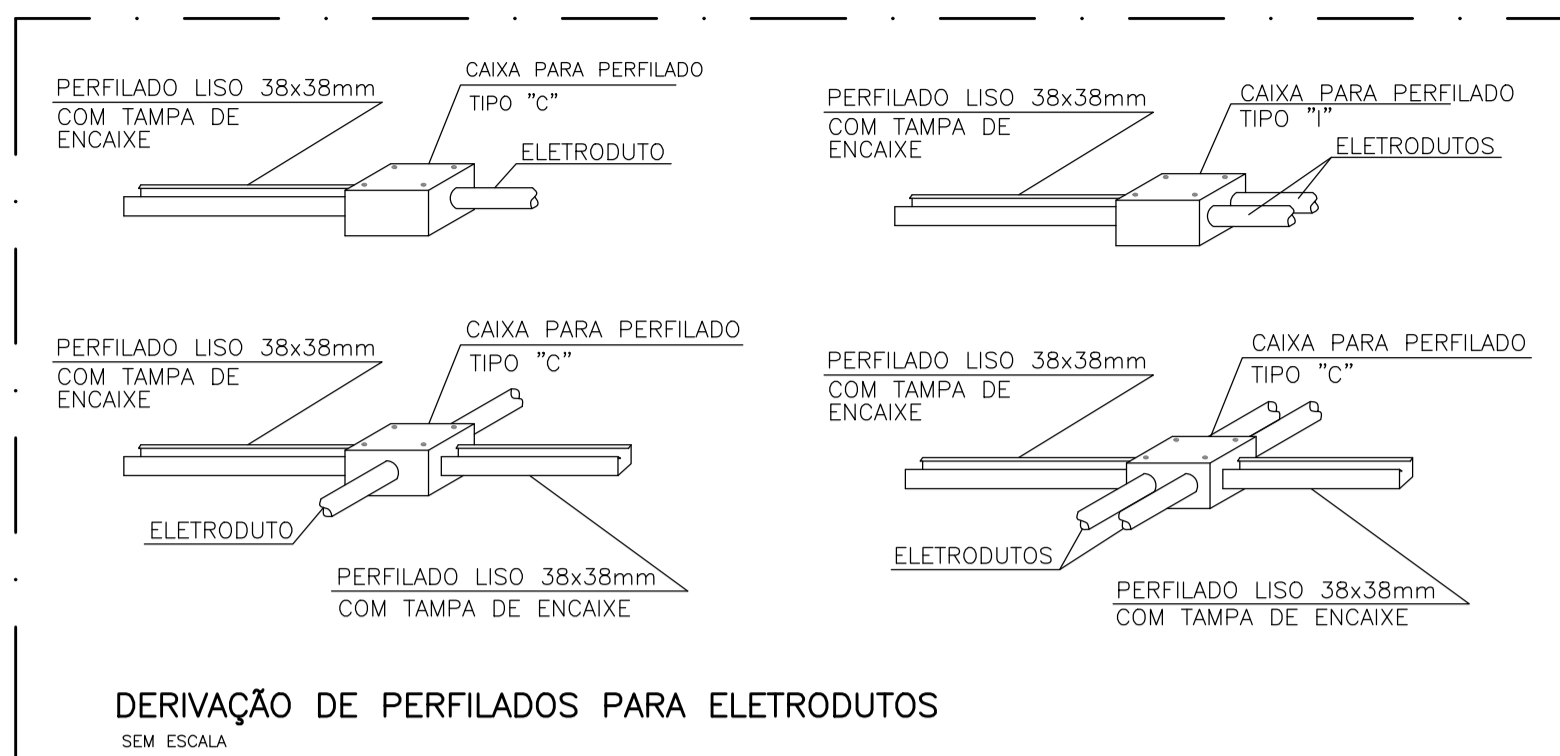 PERFILADO LISO 38x38mm
COM TAMPA DE
ENCAIXE
CAIXA PARA PERFILADO
TIPO "C"
ELETRODUTO
PERFILADO LISO 38x38mm
COM TAMPA DE
ENCAIXE
CAIXA PARA PERFILADO
TIPO "I"
ELETRODUTOS
PERFILADO LISO 38x38mm
COM TAMPA DE
ENCAIXE
CAIXA PARA PERFILADO
TIPO "C"
ELETRODUTO
PERFILADO LISO 38x38mm
COM TAMPA DE ENCAIXE
PERFILADO LISO 38x38mm
COM TAMPA DE
ENCAIXE
CAIXA PARA PERFILADO
TIPO "C"
ELETRODUTOS
PERFILADO LISO 38x38mm
COM TAMPA DE ENCAIXE
DERIVAÇÃO DE PERFILADOS PARA ELETRODUTOS
SEM ESCALA